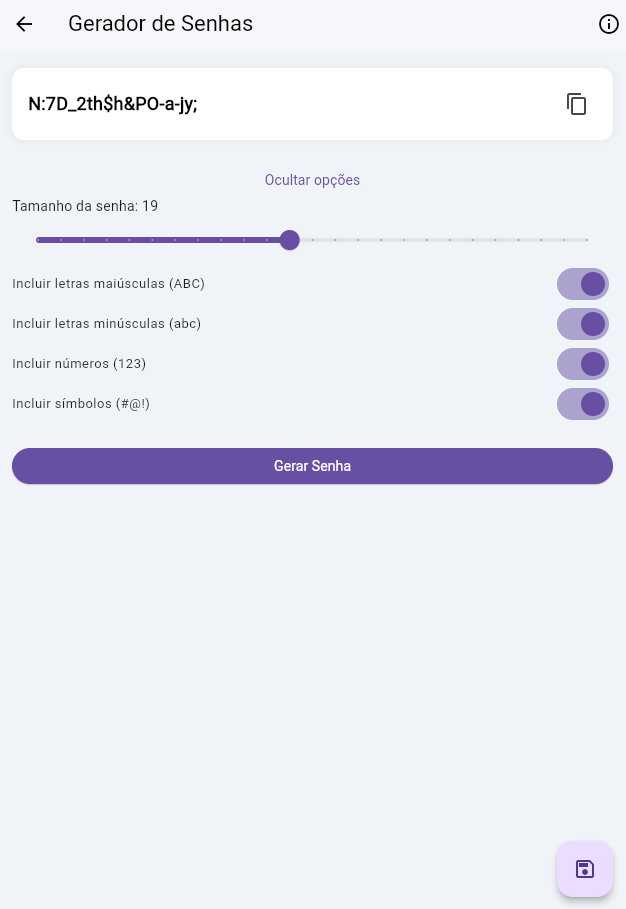 Gerador de Senhas
N:7D_2th$h&PO-a-jy;
Ocultar opções
Tamanho da senha: 19
Incluir letras maiúsculas (ABC)
Incluir letras minúsculas (abc)
Incluir números (123)
Incluir símbolos (#@!)
Gerar Senha